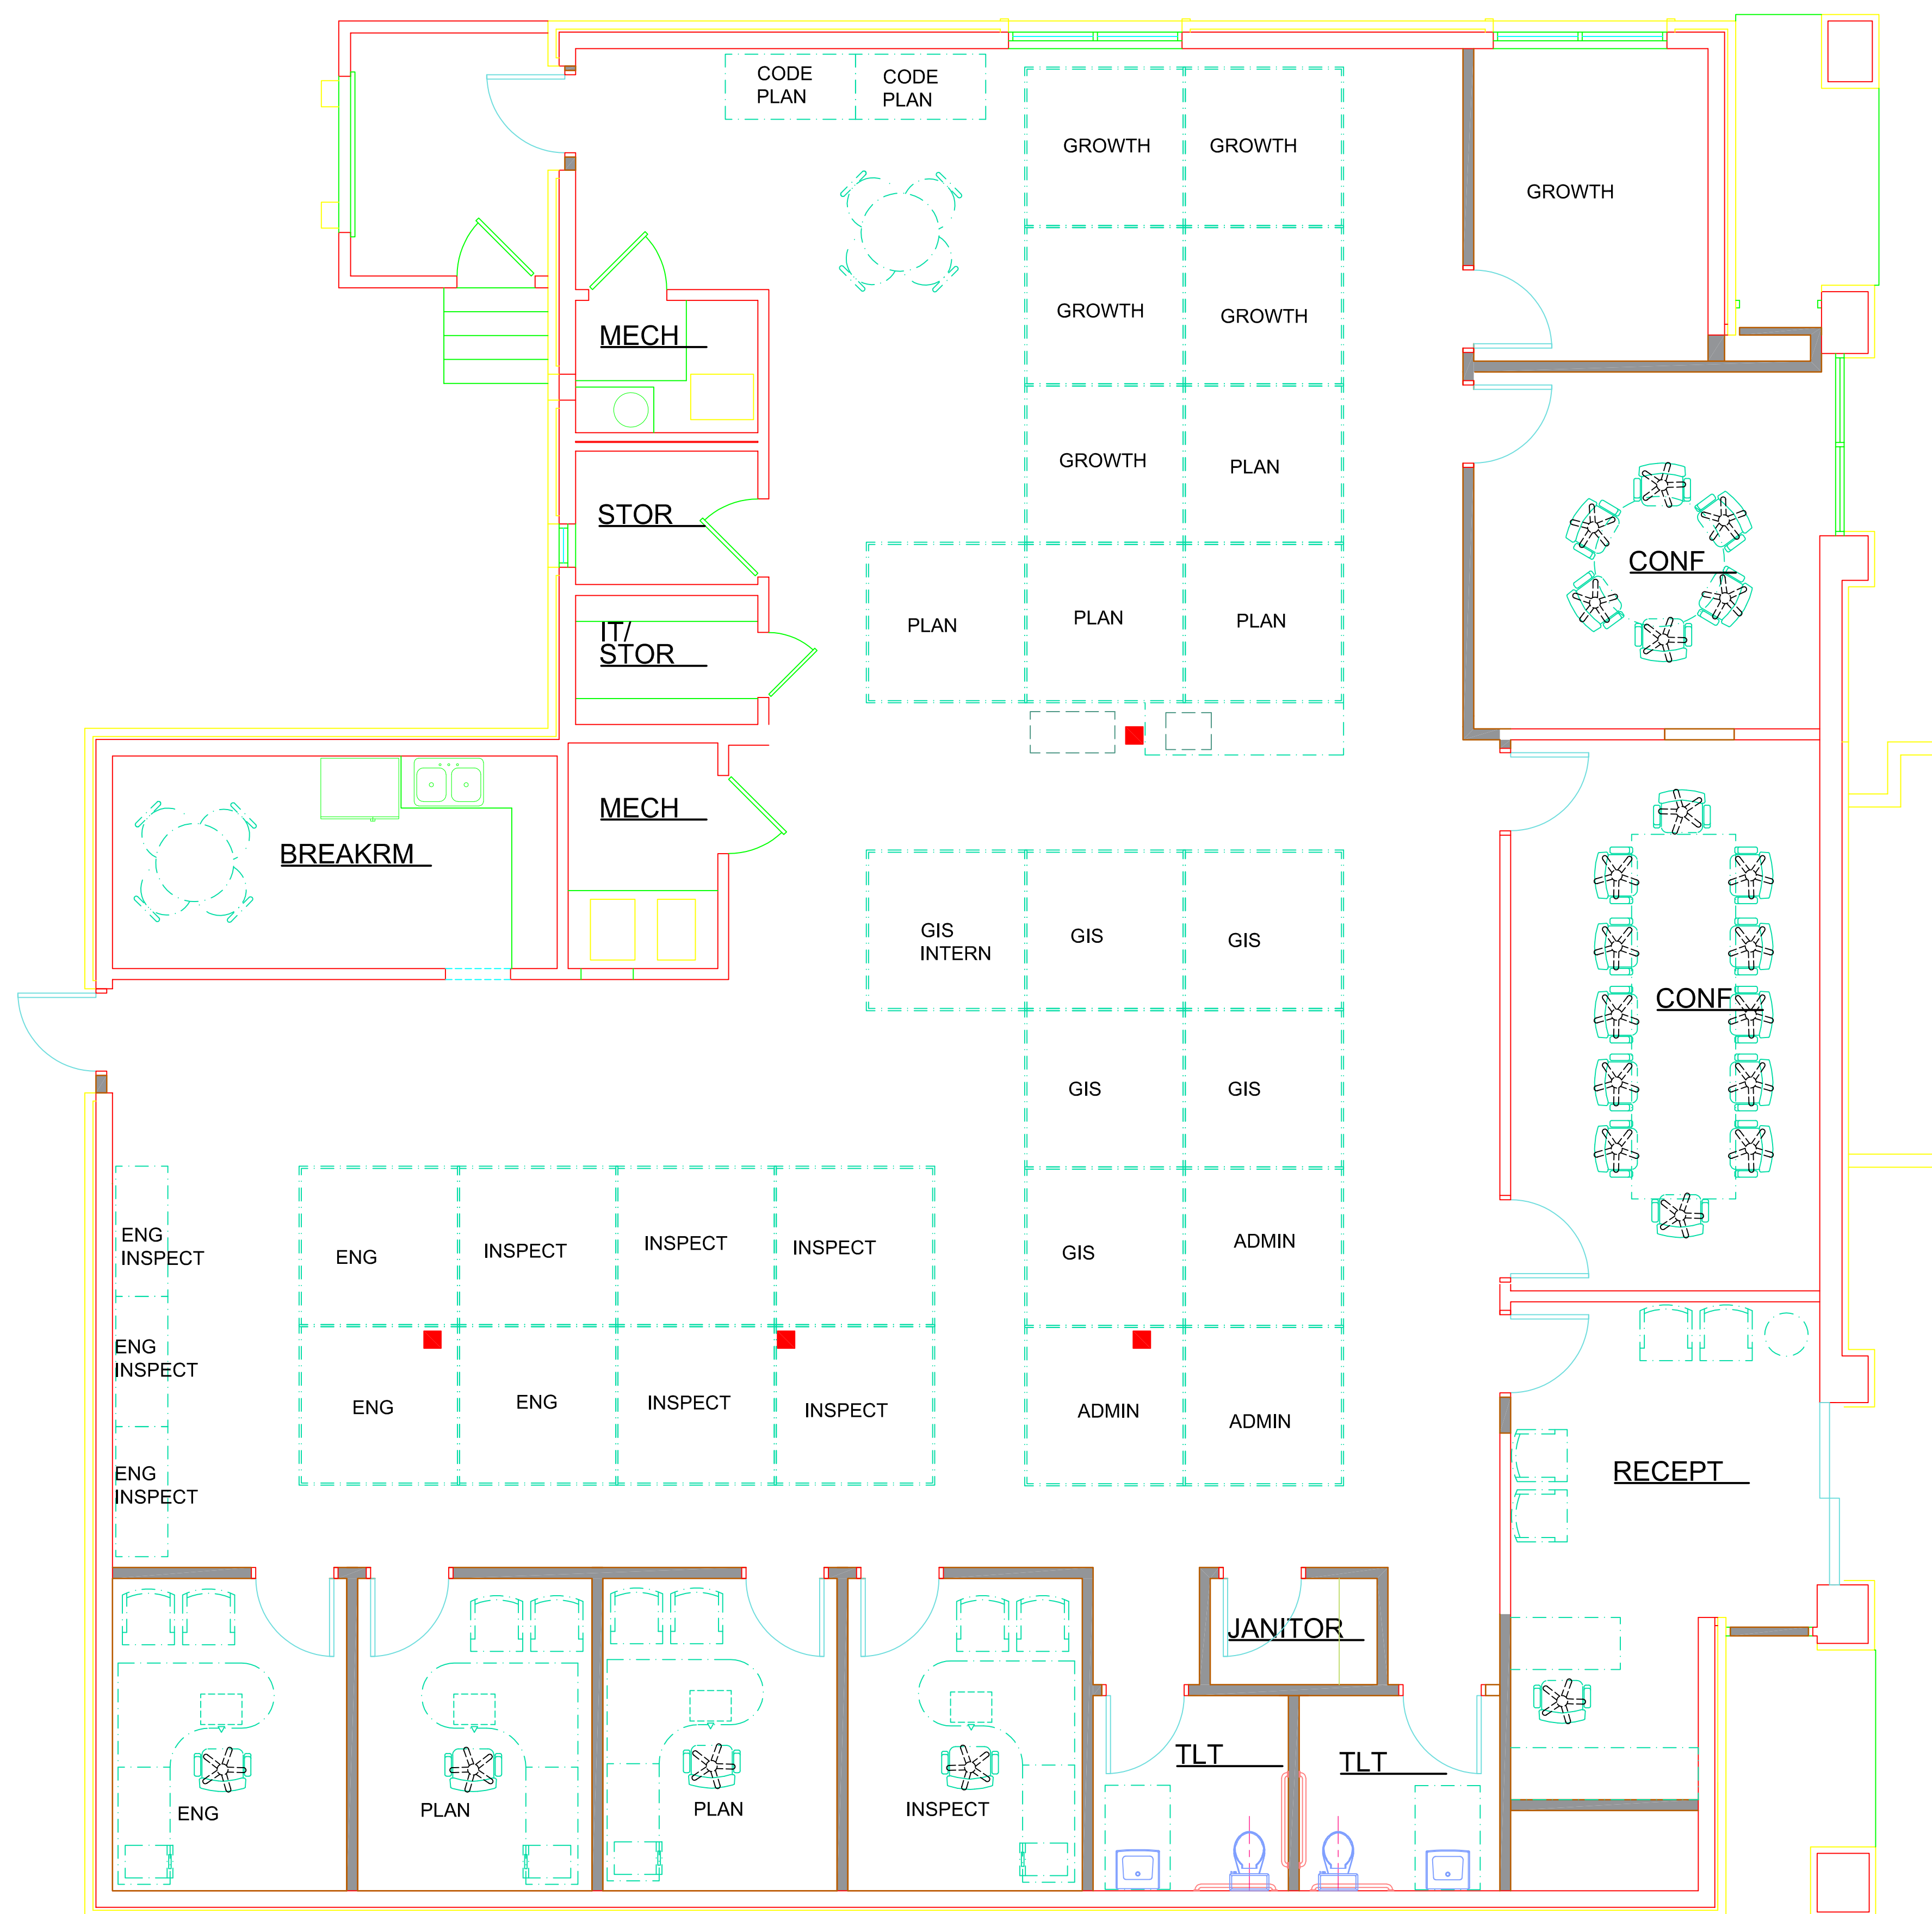 CODE
PLAN
CODE
PLAN
GROWTH
GROWTH
GROWTH
GROWTH
GROWTH
MECH
GROWTH
PLAN
STOR
CONF
PLAN
PLAN
PLAN
IT/
STOR
MECH
BREAKRM
GIS
INTERN
GIS
GIS
CONF
GIS
GIS
ENG
INSPECT
ENG
INSPECT
INSPECT
INSPECT
GIS
ADMIN
ENG
INSPECT
ENG
ENG
INSPECT
INSPECT
ADMIN
ADMIN
ENG
INSPECT
RECEPT
JANITOR
TLT
TLT
ENG
PLAN
PLAN
INSPECT